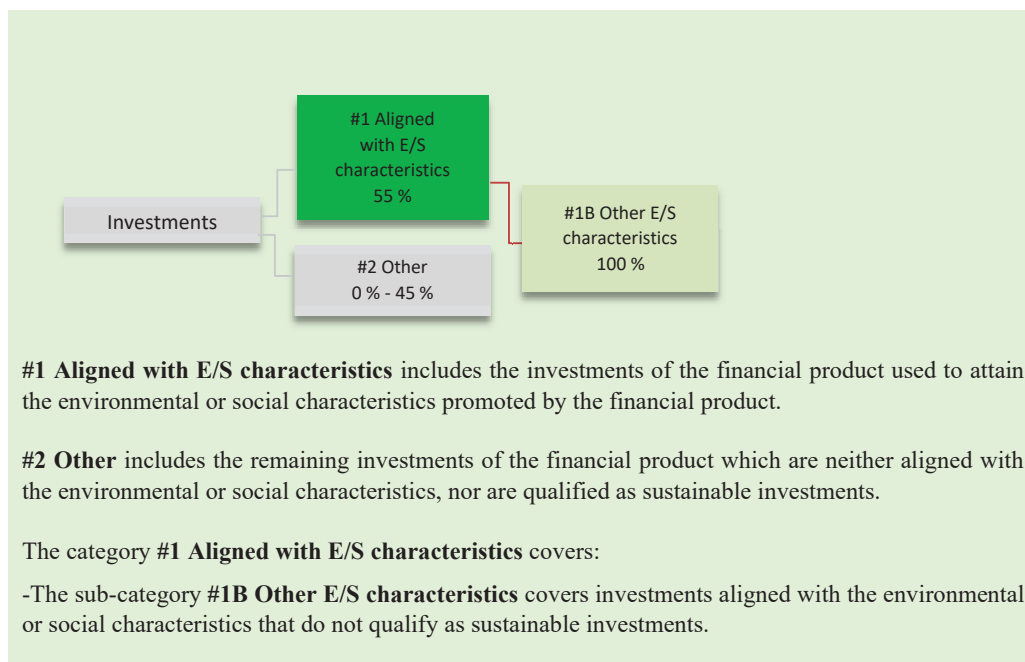 #1 Aligned
with E/S
characteristics
55 %
Investments
#1B Other E/S
characteristics
100 %
#2 Other
0 % - 45 %
#1 Aligned with E/S characteristics includes the investments of the financial product used to attain
the environmental or social characteristics promoted by the financial product.
#2 Other includes the remaining investments of the financial product which are neither aligned with
the environmental or social characteristics, nor are qualified as sustainable investments.
The category #1 Aligned with E/S characteristics covers:
-The sub-category #1B Other E/S characteristics covers investments aligned with the environmental
or social characteristics that do not qualify as sustainable investments.